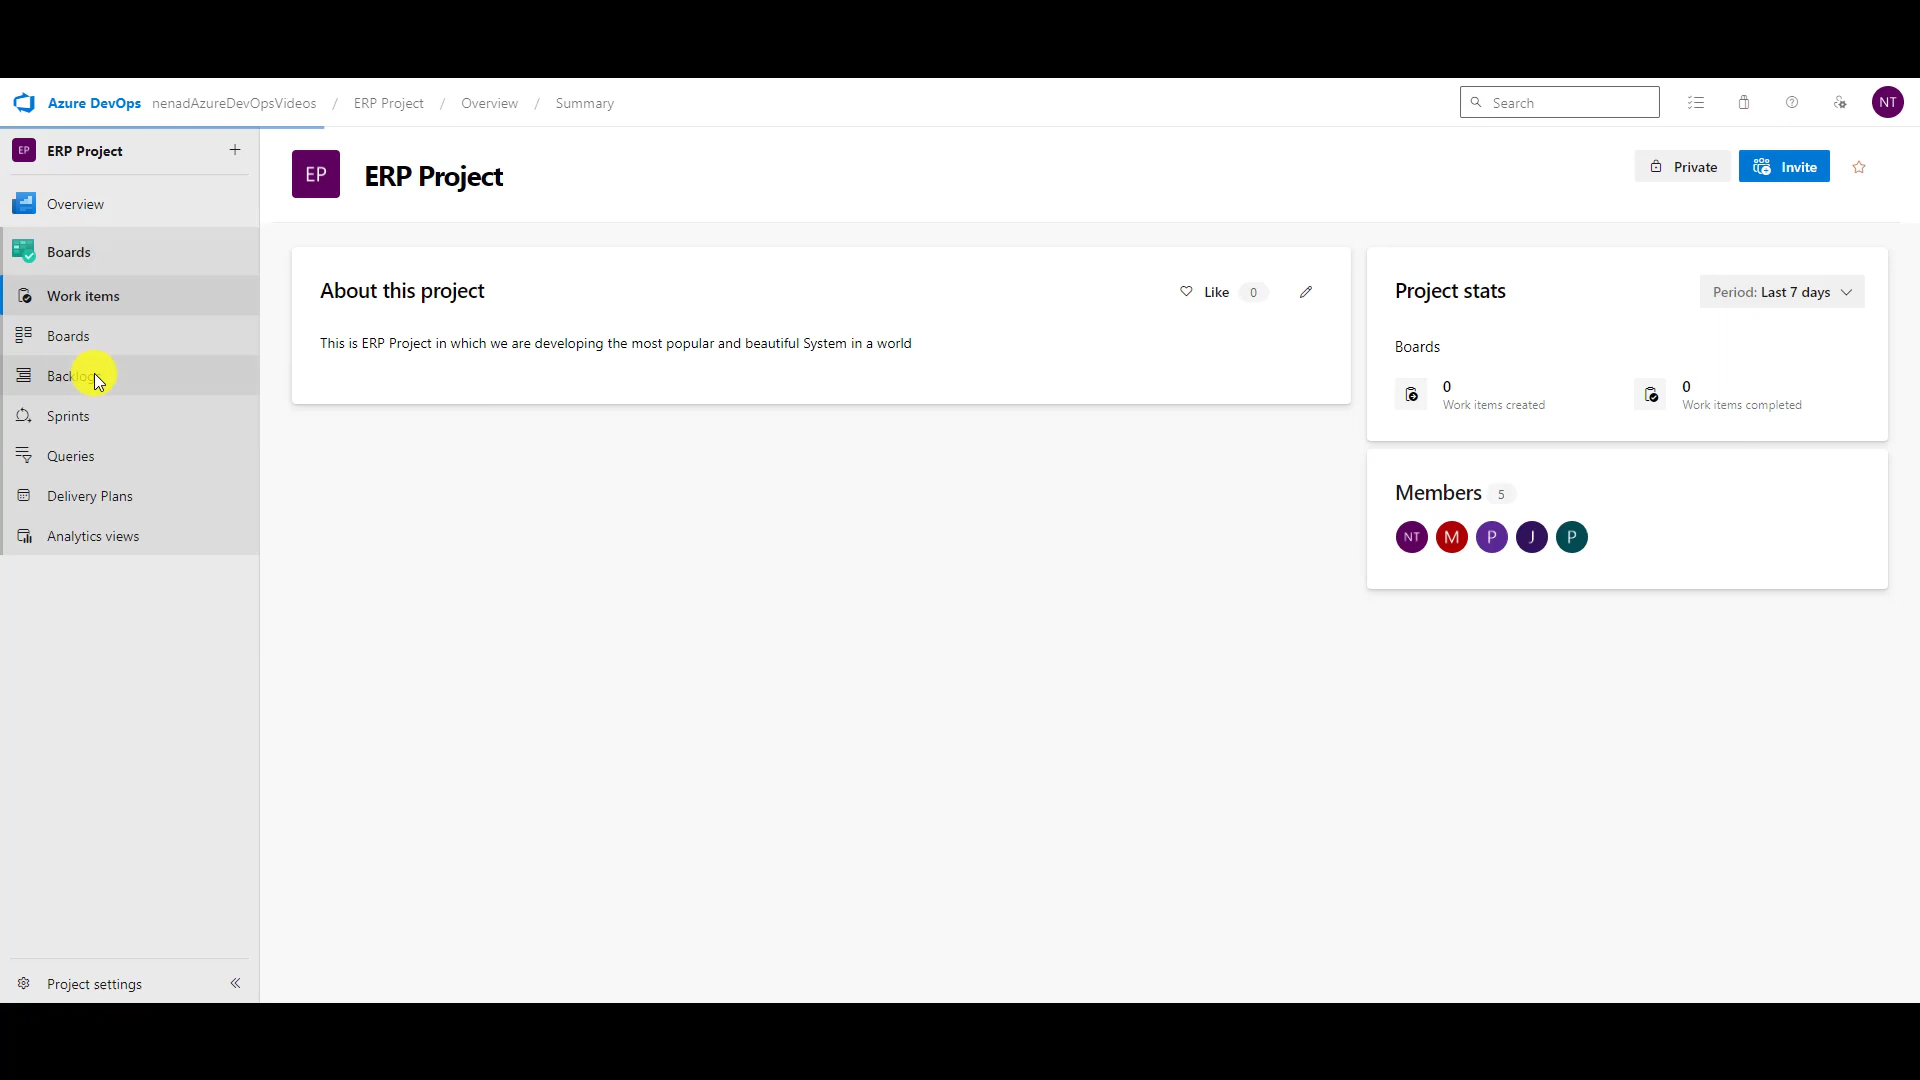 Azure DevOps nenadAzureDevOpsVideos / ERP Project / Overview / Summary
Search
NT
EP ERP Project
Overview
Boards
Work items
Boards
Backlogs
Sprints
Queries
Delivery Plans
Analytics views
Project settings
EP ERP Project
Private
Invite
About this project
Like 0
This is ERP Project in which we are developing the most popular and beautiful System in a world
Project stats
Period: Last 7 days
Boards
0
Work items created
0
Work items completed
Members 5
NT M P J P